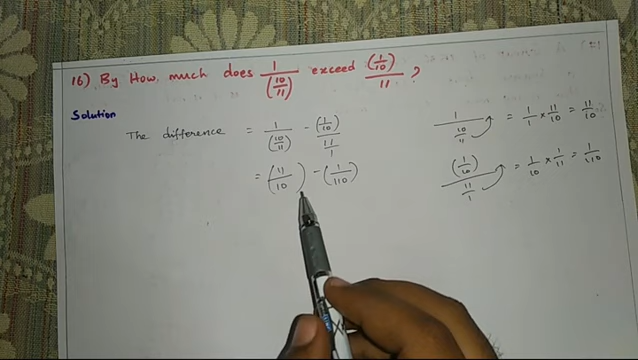 16) By How much does 1/(10/11) exceed (1/10)/11 ?
Solution
The difference = 1/(10/11) - (1/10)/(11/1)
= (11/10) - (1/110)
1/(10/11) = 1/1 × 11/10 = 11/10
(1/10)/(11/1) = 1/10 × 1/11 = 1/110